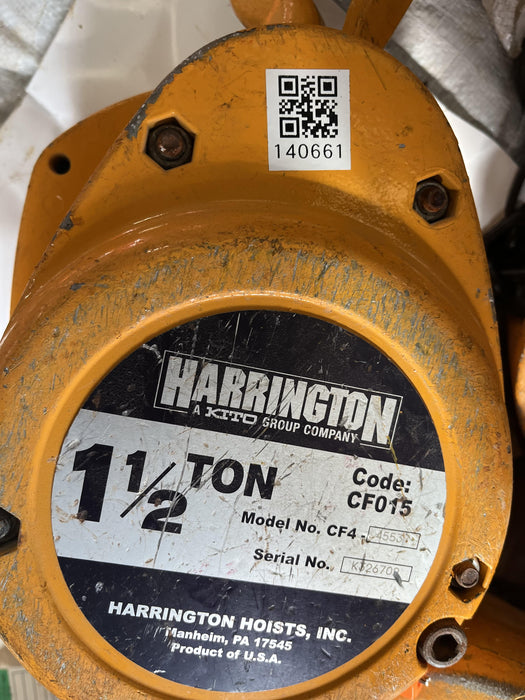 140661
HARRINGTON
A KITO GROUP COMPANY
1 1/2 TON
Code:
CF015
Model No. CF4 -
Serial No.
HARRINGTON HOISTS, INC.
Manheim, PA 17545
Product of U.S.A.